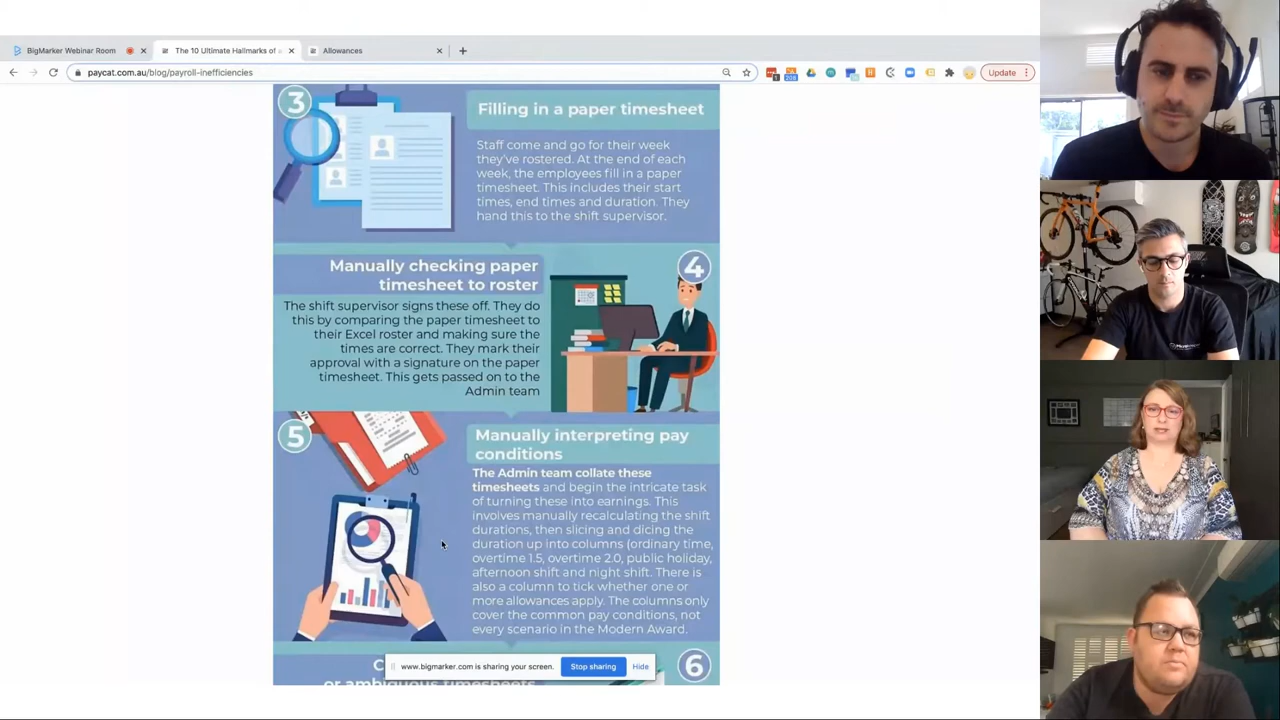 BigMarker Webinar Room
The 10 Ultimate Hallmarks of
Allowances
paycat.com.au/blog/payroll-inefficiencies
Update
3
Filling in a paper timesheet
Staff come and go for their week
they've rostered. At the end of each
week, the employees fill in a paper
timesheet. This includes their start
times, end times and duration. They
hand this to the shift supervisor.
4
Manually checking paper
timesheet to roster
The shift supervisor signs these off. They do
this by comparing the paper timesheet to
their Excel roster and making sure the
times are correct. They mark their
approval with a signature on the paper
timesheet. This gets passed on to the
Admin team
5
Manually interpreting pay
conditions
The Admin team collate these
timesheets and begin the intricate task
of turning these into earnings. This
involves manually recalculating the shift
durations, then slicing and dicing the
duration up into columns (ordinary time,
overtime 1.5, overtime 2.0, public holiday,
afternoon shift and night shift. There is
also a column to tick whether one or
more allowances apply. The columns only
cover the common pay conditions, not
every scenario in the Modern Award.
6
or ambiguous timesheets
www.bigmarker.com is sharing your screen.
Stop sharing
Hide